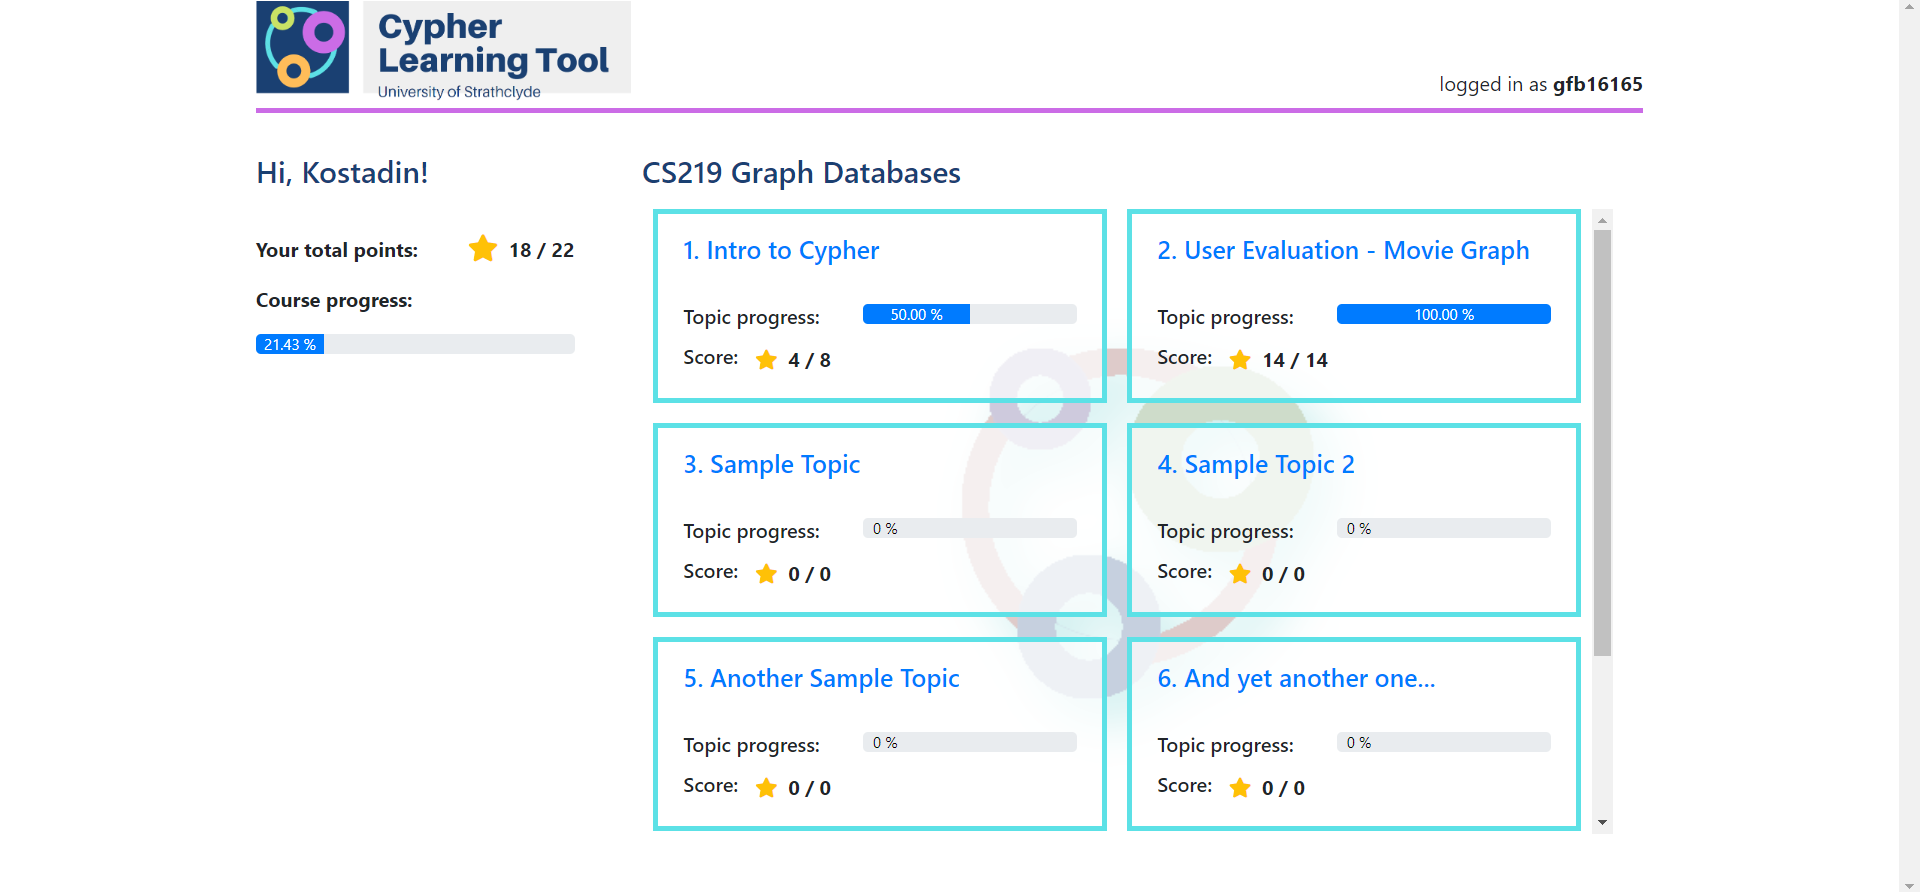 Cypher
Learning Tool
University of Strathclyde
logged in as gfb16165
Hi, Kostadin!
Your total points: 18 / 22
Course progress:
21.43 %
CS219 Graph Databases
1. Intro to Cypher
Topic progress: 50.00 %
Score: 4 / 8
2. User Evaluation - Movie Graph
Topic progress: 100.00 %
Score: 14 / 14
3. Sample Topic
Topic progress: 0 %
Score: 0 / 0
4. Sample Topic 2
Topic progress: 0 %
Score: 0 / 0
5. Another Sample Topic
Topic progress: 0 %
Score: 0 / 0
6. And yet another one...
Topic progress: 0 %
Score: 0 / 0